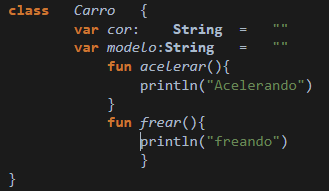 class Carro {
var cor: String = ""
var modelo:String = ""
fun acelerar(){
println("Acelerando")
}
fun frear(){
println("freando")
}
}